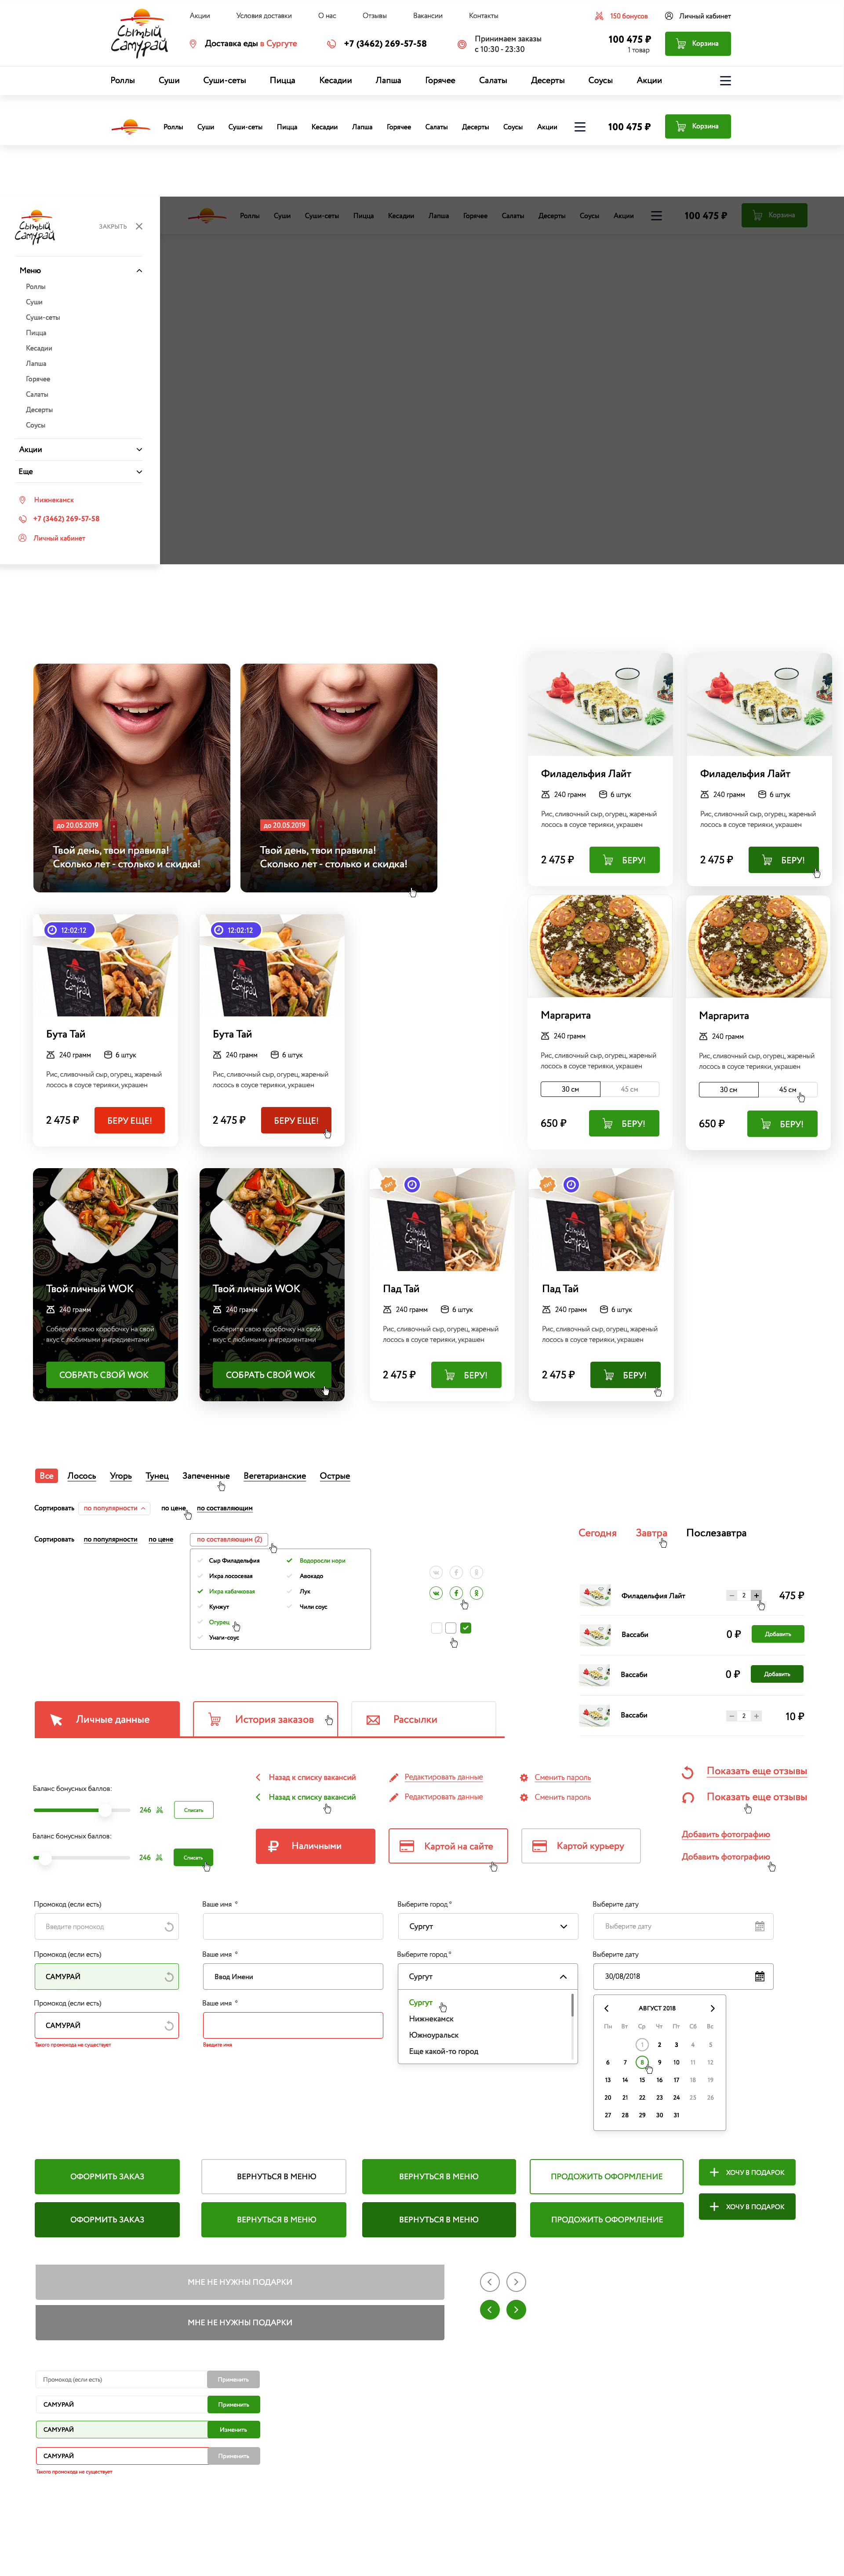 Сытый Самурай
Акции Условия доставки О нас Отзывы Вакансии Контакты
150 бонусов Личный кабинет
Доставка еды в Сургуте
+7 (3462) 269-57-58
Принимаем заказы
с 10:30 - 23:30
100 475 ₽
1 товар
Корзина
Роллы Суши Суши-сеты Пицца Кесадии Лапша Горячее Салаты Десерты Соусы Акции
Роллы Суши Суши-сеты Пицца Кесадии Лапша Горячее Салаты Десерты Соусы Акции 100 475 ₽ Корзина
Роллы Суши Суши-сеты Пицца Кесадии Лапша Горячее Салаты Десерты Соусы Акции 100 475 ₽ Корзина
Сытый Самурай
ЗАКРЫТЬ
Меню
Роллы
Суши
Суши-сеты
Пицца
Кесадии
Лапша
Горячее
Салаты
Десерты
Соусы
Акции
Еще
Нижнекамск
+7 (3462) 269-57-58
Личный кабинет
до 20.05.2019
Твой день, твои правила!
Сколько лет - столько и скидка!
до 20.05.2019
Твой день, твои правила!
Сколько лет - столько и скидка!
Филадельфия Лайт
240 грамм 6 штук
Рис, сливочный сыр, огурец, жареный
лосось в соусе терияки, украшен
2 475 ₽ БЕРУ!
Филадельфия Лайт
240 грамм 6 штук
Рис, сливочный сыр, огурец, жареный
лосось в соусе терияки, украшен
2 475 ₽ БЕРУ!
12:02:12
Бута Тай
240 грамм 6 штук
Рис, сливочный сыр, огурец, жареный
лосось в соусе терияки, украшен
2 475 ₽ БЕРУ ЕЩЕ!
12:02:12
Бута Тай
240 грамм 6 штук
Рис, сливочный сыр, огурец, жареный
лосось в соусе терияки, украшен
2 475 ₽ БЕРУ ЕЩЕ!
Маргарита
240 грамм
Рис, сливочный сыр, огурец, жареный
лосось в соусе терияки, украшен
30 см 45 см
650 ₽ БЕРУ!
Маргарита
240 грамм
Рис, сливочный сыр, огурец, жареный
лосось в соусе терияки, украшен
30 см 45 см
650 ₽ БЕРУ!
Твой личный WOK
240 грамм
Соберите свою коробочку на свой
вкус с любимыми ингредиентами
СОБРАТЬ СВОЙ WOK
Твой личный WOK
240 грамм
Соберите свою коробочку на свой
вкус с любимыми ингредиентами
СОБРАТЬ СВОЙ WOK
Пад Тай
240 грамм 6 штук
Рис, сливочный сыр, огурец, жареный
лосось в соусе терияки, украшен
2 475 ₽ БЕРУ!
Пад Тай
240 грамм 6 штук
Рис, сливочный сыр, огурец, жареный
лосось в соусе терияки, украшен
2 475 ₽ БЕРУ!
Все Лосось Угорь Тунец Запеченные Вегетарианские Острые
Сортировать по популярности по цене по составляющим
Сортировать по популярности по цене по составляющим (2)
Сыр Филадельфия Водоросли нори
Икра лососевая Авокадо
Икра кабачковая Лук
Кунжут Чили соус
Огурец
Унаги-соус
Сегодня Завтра Послезавтра
Филадельфия Лайт 2 475 ₽
Вассаби 0 ₽ Добавить
Вассаби 0 ₽ Добавить
Вассаби 2 10 ₽
Личные данные История заказов Рассылки
Баланс бонусных баллов:
246 Списать
Баланс бонусных баллов:
246 Списать
Назад к списку вакансий Редактировать данные Сменить пароль
Назад к списку вакансий Редактировать данные Сменить пароль
Показать еще отзывы
Показать еще отзывы
Наличными Картой на сайте Картой курьеру
Добавить фотографию
Добавить фотографию
Промокод (если есть) Ваше имя * Выберите город * Выберите дату
Введите промокод Сургут Выберите дату
Промокод (если есть) Ваше имя * Выберите город * Выберите дату
САМУРАЙ Ввод Имени Сургут 30/08/2018
Промокод (если есть) Ваше имя *
САМУРАЙ
Такого промокода не существует Введите имя
Сургут
Нижнекамск
Южноуральск
Еще какой-то город
АВГУСТ 2018
Пн Вт Ср Чт Пт Сб Вс
1 2 3 4 5
6 7 8 9 10 11 12
13 14 15 16 17 18 19
20 21 22 23 24 25 26
27 28 29 30 31
ОФОРМИТЬ ЗАКАЗ ВЕРНУТЬСЯ В МЕНЮ ВЕРНУТЬСЯ В МЕНЮ ПРОДОЖИТЬ ОФОРМЛЕНИЕ ХОЧУ В ПОДАРОК
ОФОРМИТЬ ЗАКАЗ ВЕРНУТЬСЯ В МЕНЮ ВЕРНУТЬСЯ В МЕНЮ ПРОДОЖИТЬ ОФОРМЛЕНИЕ ХОЧУ В ПОДАРОК
МНЕ НЕ НУЖНЫ ПОДАРКИ
МНЕ НЕ НУЖНЫ ПОДАРКИ
Промокод (если есть) Применить
САМУРАЙ Применить
САМУРАЙ Изменить
САМУРАЙ Применить
Такого промокода не существует